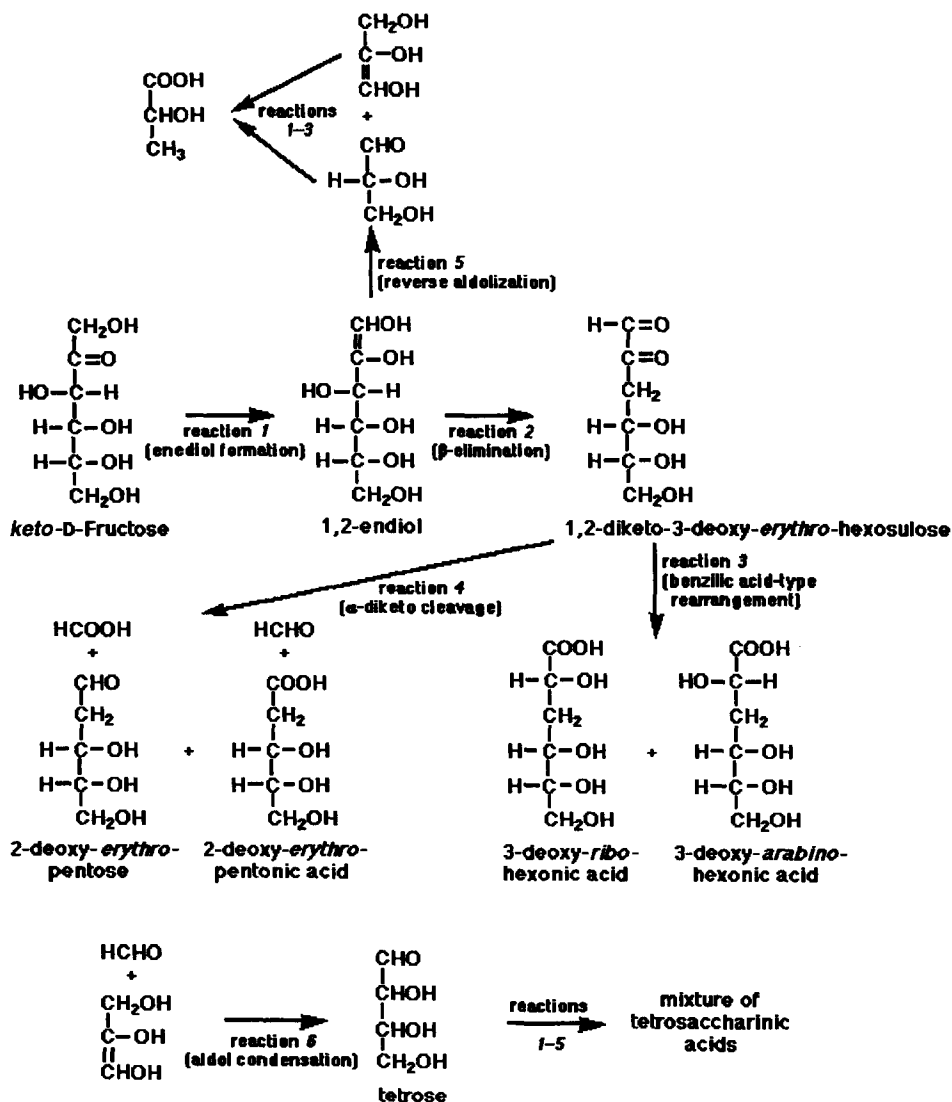 CH₂OH
C–OH
CHOH
+
COOH
CHOH
CH₃
reactions
1–3
CHO
H–C–OH
CH₂OH
reaction 5
(reverse aldolization)
CH₂OH
C=O
HO–C–H
H–C–OH
H–C–OH
CH₂OH
keto-D-Fructose
reaction 1
(enediol formation)
CHOH
C–OH
HO–C–H
H–C–OH
H–C–OH
CH₂OH
1,2-endiol
reaction 2
(β-elimination)
H–C=O
C=O
CH₂
H–C–OH
H–C–OH
CH₂OH
1,2-diketo-3-deoxy-erythro-hexosulose
reaction 4
(α-diketo cleavage)
reaction 3
(benzilic acid-type
rearrangement)
HCOOH
+
CHO
CH₂
H–C–OH
H–C–OH
CH₂OH
2-deoxy-erythro-
pentose
+
HCHO
+
COOH
CH₂
H–C–OH
H–C–OH
CH₂OH
2-deoxy-erythro-
pentonic acid
COOH
H–C–OH
CH₂
H–C–OH
H–C–OH
CH₂OH
3-deoxy-ribo-
hexonic acid
+
COOH
HO–C–H
CH₂
H–C–OH
H–C–OH
CH₂OH
3-deoxy-arabino-
hexonic acid
HCHO
+
CH₂OH
C–OH
CHOH
reaction 6
(aldol condensation)
CHO
CHOH
CHOH
CH₂OH
tetrose
reactions
1–5
mixture of
tetrosaccharinic
acids